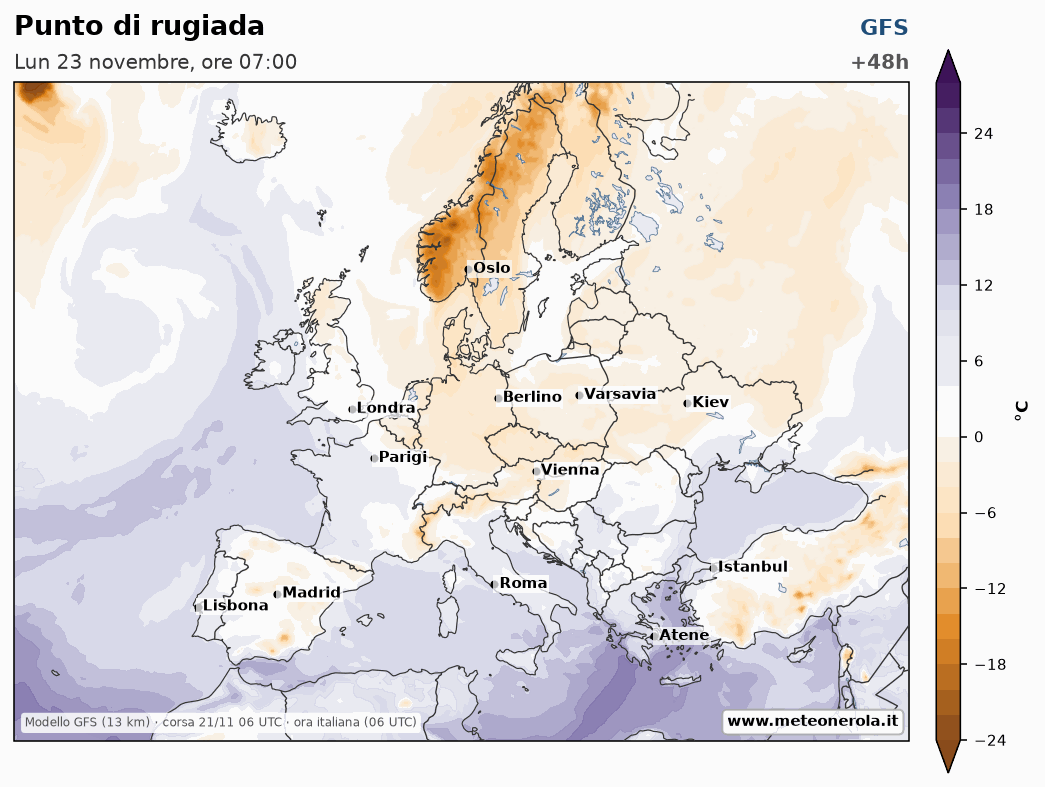 Punto di rugiada
GFS
Lun 23 novembre, ore 07:00
+48h
24
18
12
6
0
−6
−12
−18
−24
°C
Oslo
Londra
Berlino
Varsavia
Kiev
Parigi
Vienna
Istanbul
Roma
Madrid
Lisbona
Atene
Modello GFS (13 km) · corsa 21/11 06 UTC · ora italiana (06 UTC)
www.meteonerola.it